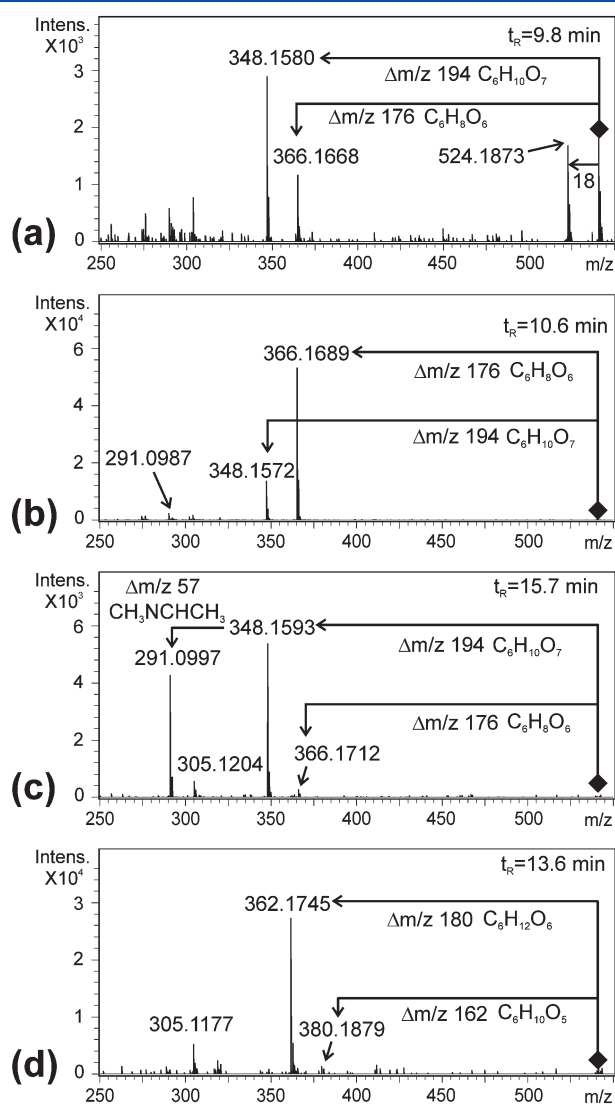 Intens.
X10³
t_R=9.8 min
348.1580
Δm/z 194 C₆H₁₀O₇
3
Δm/z 176 C₆H₈O₆
2
366.1668
524.1873
18
1
(a)
0
250 300 350 400 450 500 m/z
Intens.
X10⁴
t_R=10.6 min
6
366.1689
Δm/z 176 C₆H₈O₆
4
Δm/z 194 C₆H₁₀O₇
291.0987
2
348.1572
(b)
0
250 300 350 400 450 500 m/z
Intens.
X10³
Δm/z 57
t_R=15.7 min
CH₃NCHCH₃
6
348.1593
Δm/z 194 C₆H₁₀O₇
291.0997
4
Δm/z 176 C₆H₈O₆
2
305.1204
366.1712
(c)
0
250 300 350 400 450 500 m/z
Intens.
X10⁴
t_R=13.6 min
3
362.1745
Δm/z 180 C₆H₁₂O₆
2
Δm/z 162 C₆H₁₀O₅
305.1177
380.1879
1
(d)
0
250 300 350 400 450 500 m/z